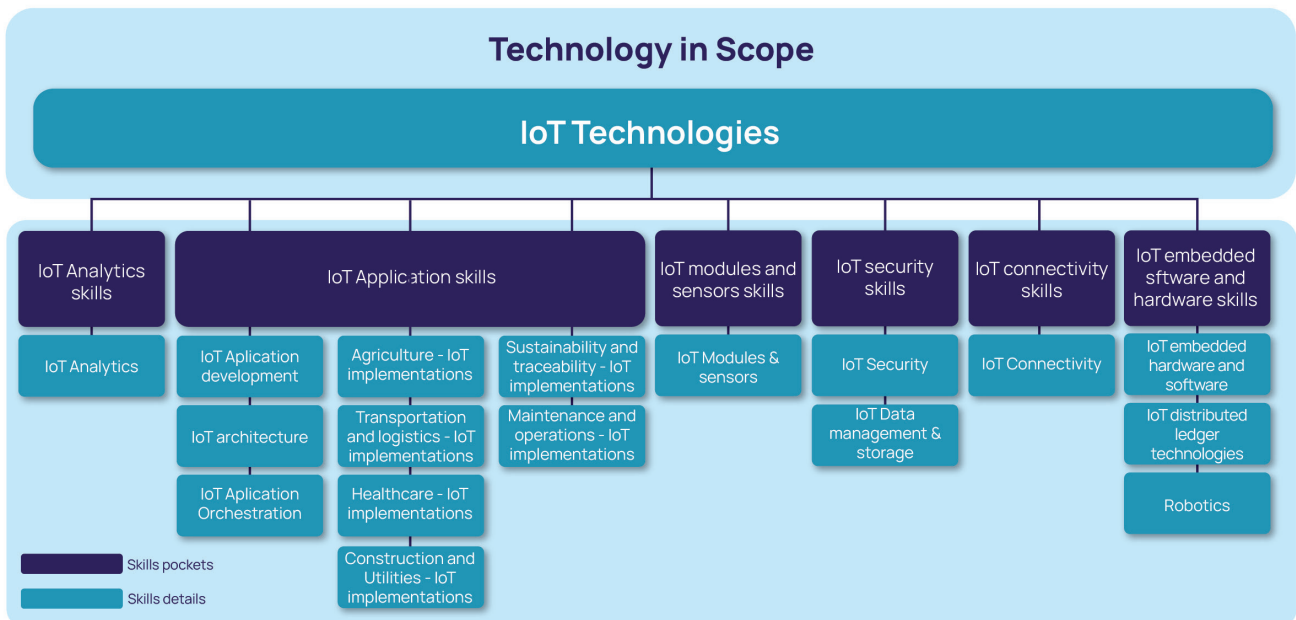 Technology in Scope
IoT Technologies
IoT Analytics
skills
IoT Application skills
IoT modules and
sensors skills
IoT security
skills
IoT connectivity
skills
IoT embedded
sftware and
hardware skills
IoT Analytics
IoT Aplication
development
IoT architecture
IoT Aplication
Orchestration
Agriculture - IoT
implementations
Transportation
and logistics - IoT
implementations
Healthcare - IoT
implementations
Construction and
Utilities - IoT
implementations
Sustainability and
traceability - IoT
implementations
Maintenance and
operations - IoT
implementations
IoT Modules &
sensors
IoT Security
IoT Data
management &
storage
IoT Connectivity
IoT embedded
hardware and
software
IoT distributed
ledger
technologies
Robotics
Skills pockets
Skills details